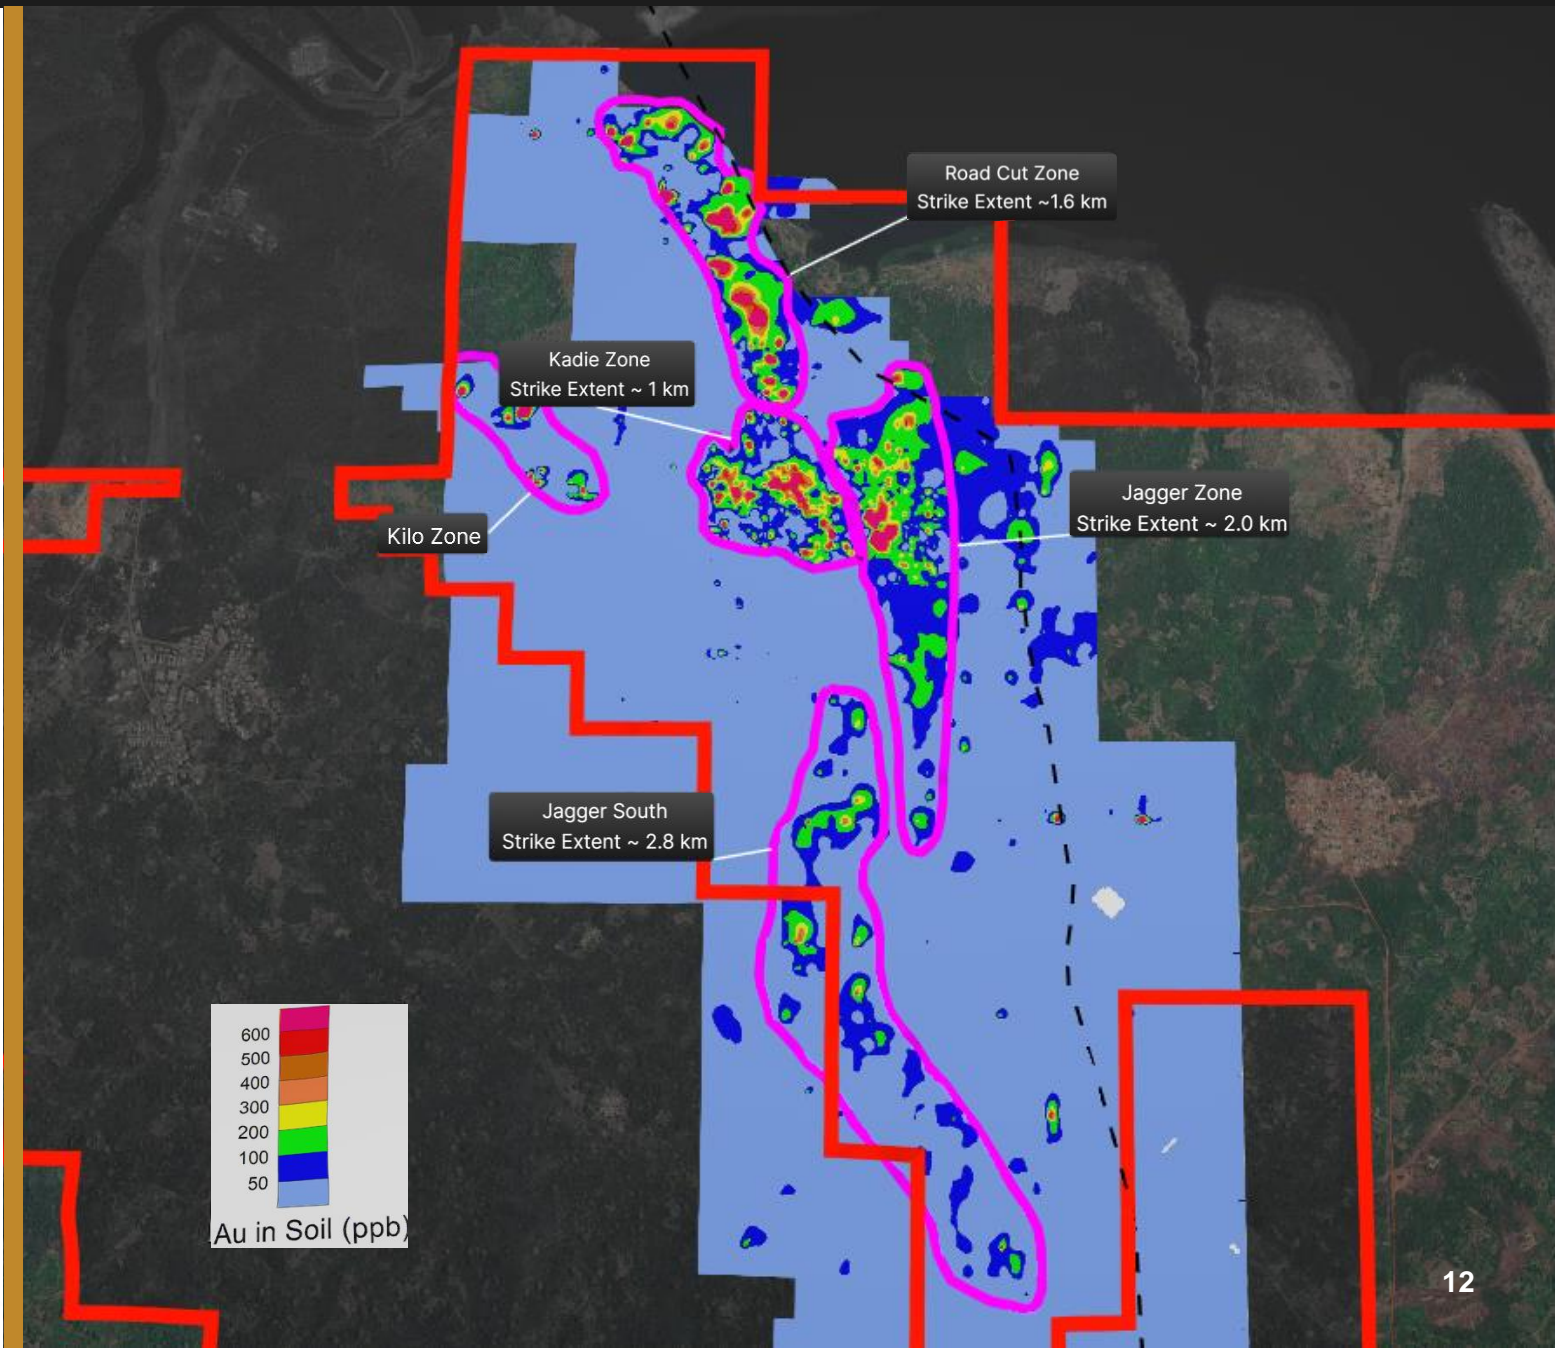 Road Cut Zone
Strike Extent ~1.6 km
Kadie Zone
Strike Extent ~ 1 km
Jagger Zone
Strike Extent ~ 2.0 km
Kilo Zone
Jagger South
Strike Extent ~ 2.8 km
600
500
400
300
200
100
50
Au in Soil (ppb)
12